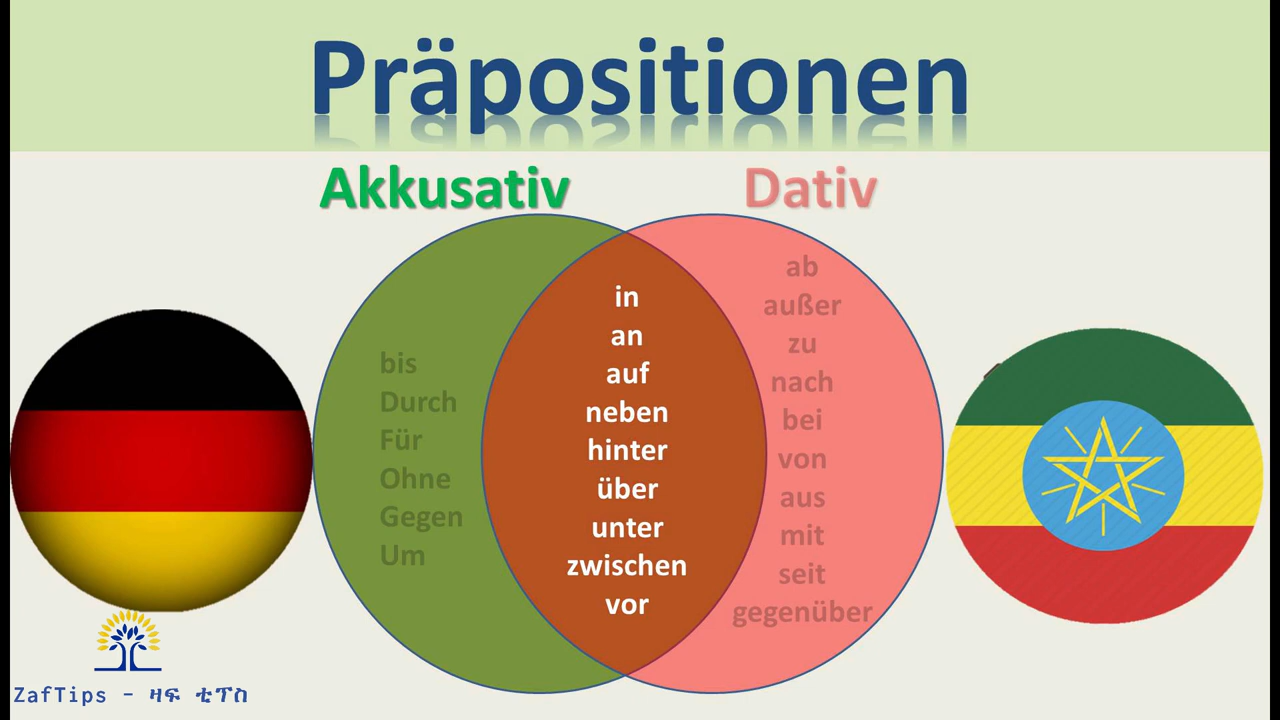 Präpositionen
Akkusativ
Dativ
bis
Durch
Für
Ohne
Gegen
Um
in
an
auf
neben
hinter
über
unter
zwischen
vor
ab
außer
zu
nach
bei
von
aus
mit
seit
gegenüber
ZafTips - ዛፍ ቲፕስ